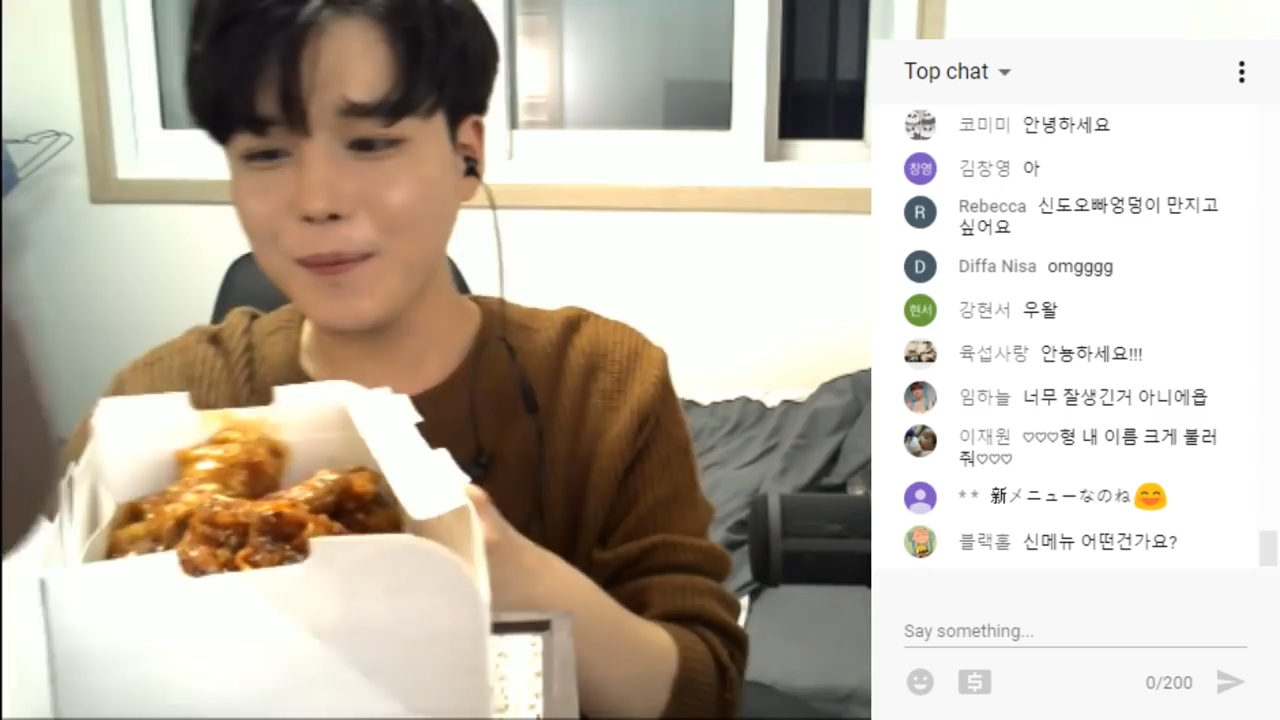 Top chat
코미미 안녕하세요
창영 김창영 아
R Rebecca 신도오빠엉덩이 만지고
싶어요
D Diffa Nisa omgggg
현서 강현서 우왈
육섭사랑 안뇽하세요!!!
임하늘 너무 잘생긴거 아니에욥
이재원 ♡♡♡형 내 이름 크게 불러
줘♡♡♡
** 新メニューなのね😄
블랙홀 신메뉴 어떤건가요?
Say something...
0/200